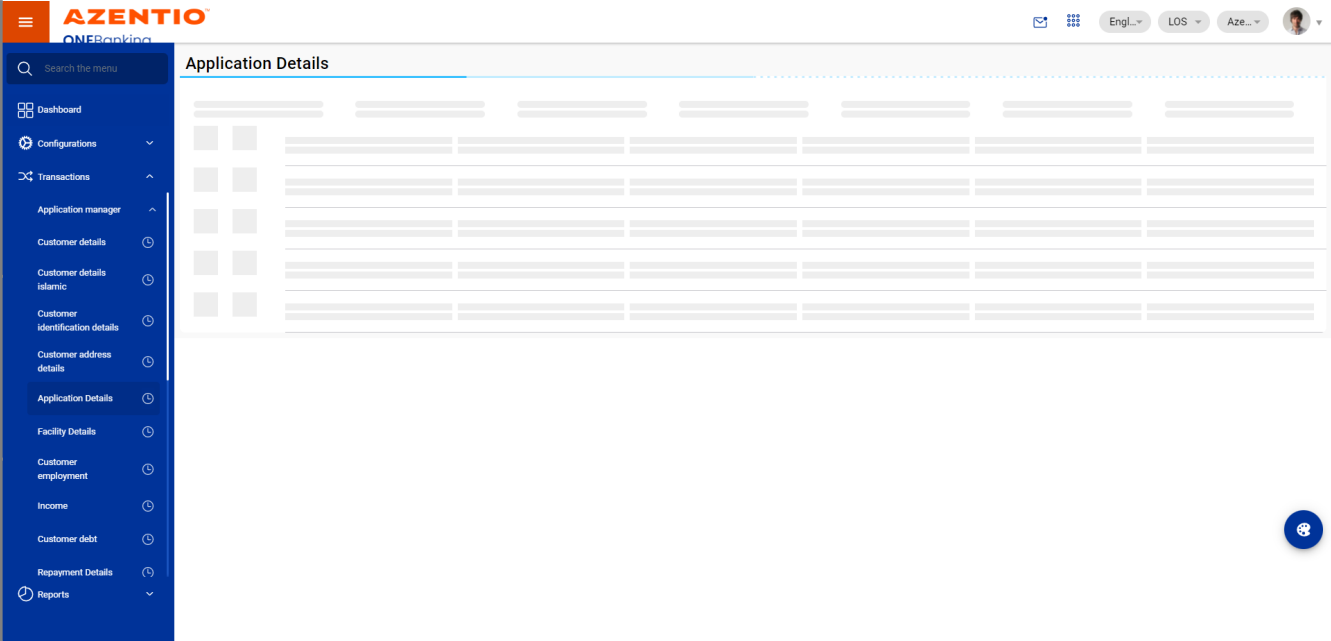 AZENTIO™
ONEBanking
Engl...
LOS
Aze...
Search the menu
Application Details
Dashboard
Configurations
Transactions
Application manager
Customer details
Customer details
islamic
Customer
identification details
Customer address
details
Application Details
Facility Details
Customer
employment
Income
Customer debt
Repayment Details
Reports